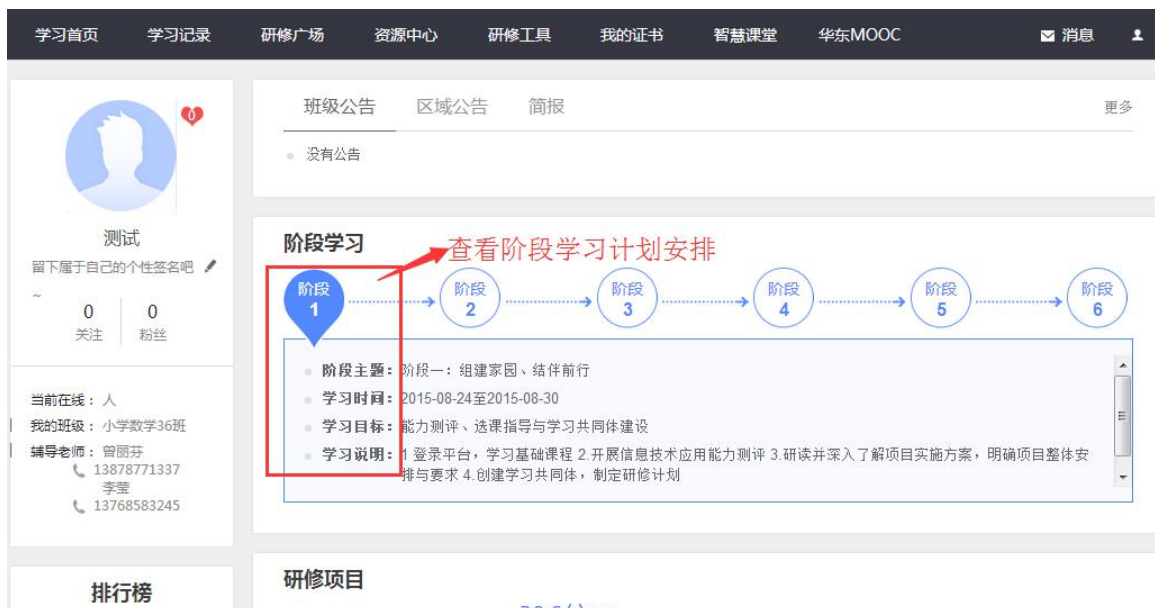 学习首页 学习记录 研修广场 资源中心 研修工具 我的证书 智慧课堂 华东MOOC 消息
0
测试
留下属于自己的个性签名吧
~
0 0
关注 粉丝
当前在线：人
我的班级：小学数学36班
辅导老师：曾丽芬
13878771337
李莹
13768583245
排行榜
班级公告 区域公告 简报 更多
没有公告
阶段学习
查看阶段学习计划安排
阶段 1
阶段 2
阶段 3
阶段 4
阶段 5
阶段 6
阶段主题：阶段一：组建家园、结伴前行
学习时间：2015-08-24至2015-08-30
学习目标：能力测评、选课指导与学习共同体建设
学习说明：1 登录平台，学习基础课程 2.开展信息技术应用能力测评 3.研读并深入了解项目实施方案，明确项目整体安
排与要求 4.创建学习共同体，制定研修计划
研修项目